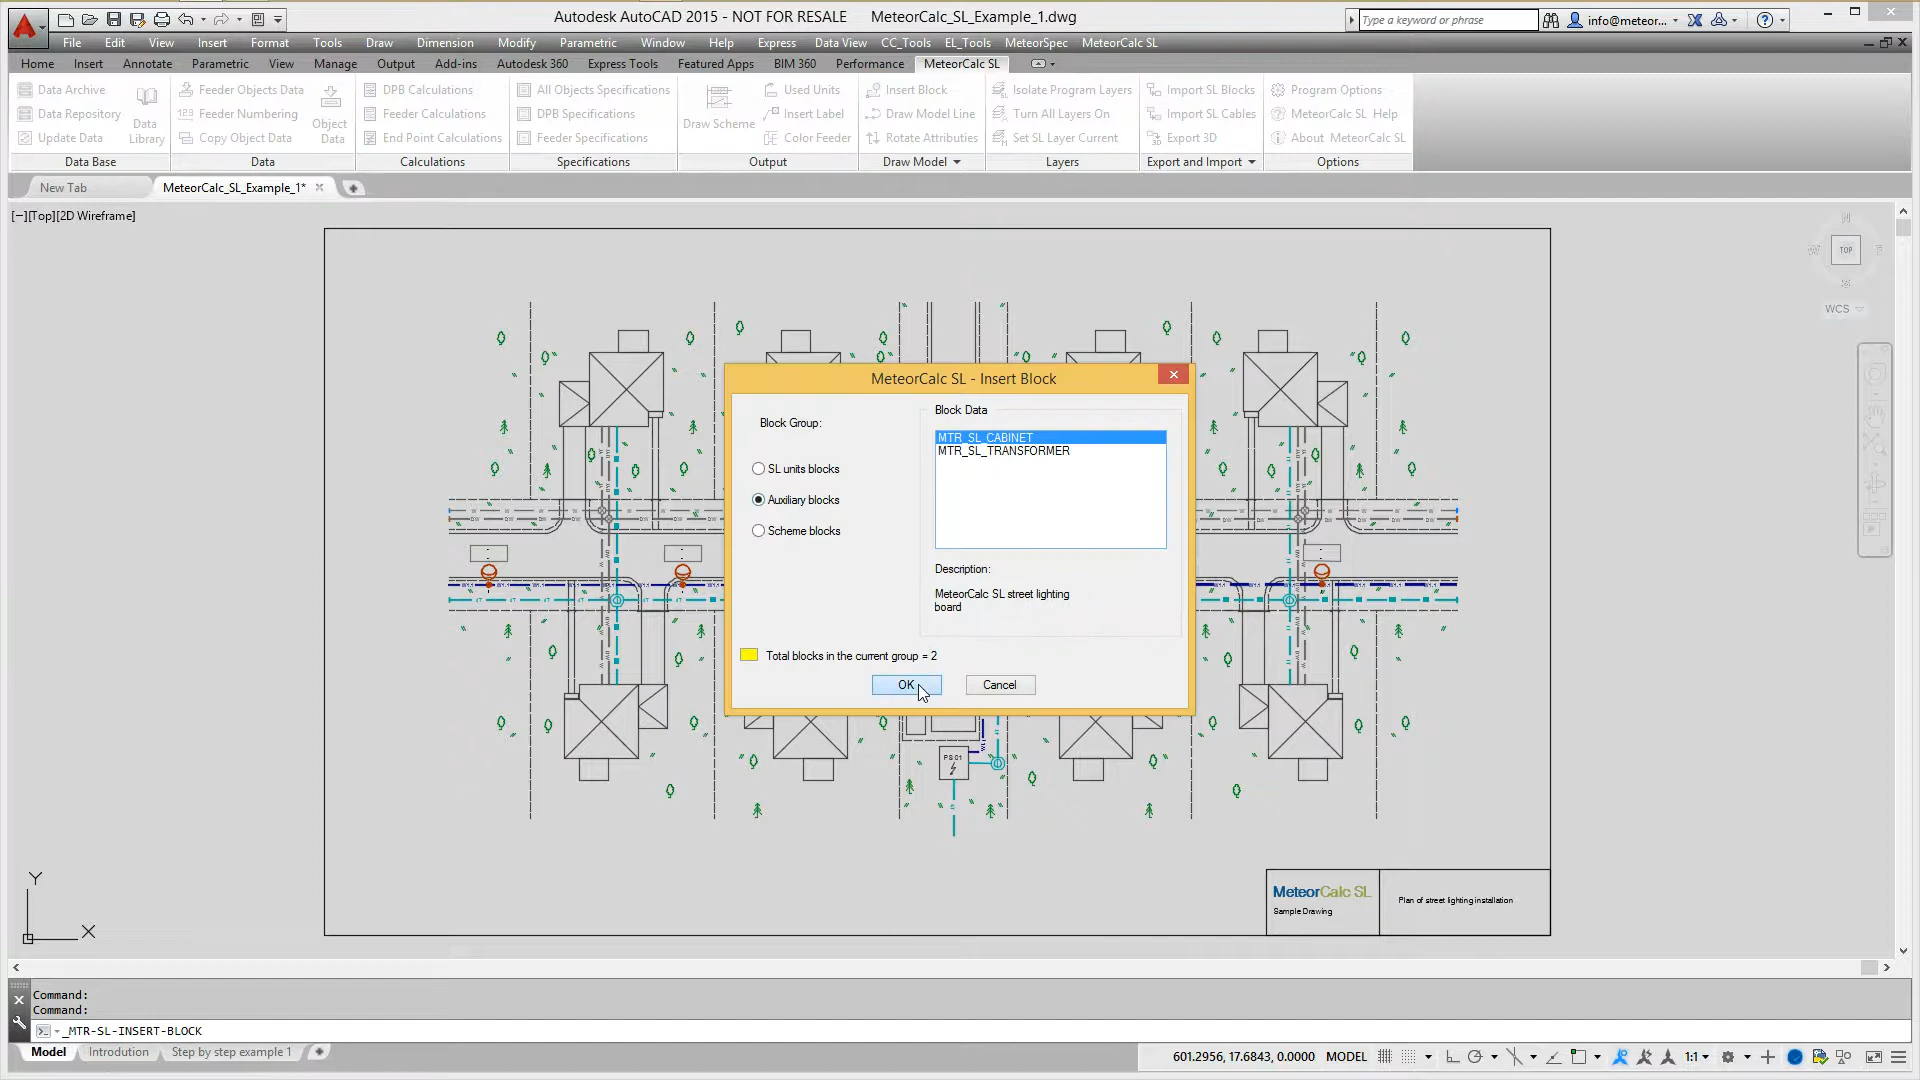 Autodesk AutoCAD 2015 - NOT FOR RESALE MeteorCalc_SL_Example_1.dwg
Type a keyword or phrase
info@meteor...
File Edit View Insert Format Tools Draw Dimension Modify Parametric Window Help Express Data View CC_Tools EL_Tools MeteorSpec MeteorCalc SL
Home Insert Annotate Parametric View Manage Output Add-ins Autodesk 360 Express Tools Featured Apps BIM 360 Performance MeteorCalc SL
Data Archive
Data Repository
Update Data
Data Library
Data Base
Feeder Objects Data
123 Feeder Numbering
Copy Object Data
Object Data
Data
DPB Calculations
Feeder Calculations
End Point Calculations
Calculations
All Objects Specifications
DPB Specifications
Feeder Specifications
Specifications
Draw Scheme
Used Units
Insert Label
Color Feeder
Output
Insert Block
Draw Model Line
Rotate Attributes
Draw Model
Isolate Program Layers
Turn All Layers On
Set SL Layer Current
Layers
Import SL Blocks
Import SL Cables
Export 3D
Export and Import
Program Options
MeteorCalc SL Help
About MeteorCalc SL
Options
New Tab
MeteorCalc_SL_Example_1*
[−][Top][2D Wireframe]
TOP
WCS
MeteorCalc SL - Insert Block
Block Group:
SL units blocks
Auxiliary blocks
Scheme blocks
Block Data
MTR_SL_CABINET
MTR_SL_TRANSFORMER
Description:
MeteorCalc SL street lighting
board
Total blocks in the current group = 2
OK
Cancel
PS01
MeteorCalc SL
Sample Drawing
Plan of street lighting installation
Y
X
Command:
Command:
_MTR-SL-INSERT-BLOCK
Model Introdution Step by step example 1
601.2956, 17.6843, 0.0000 MODEL
1:1